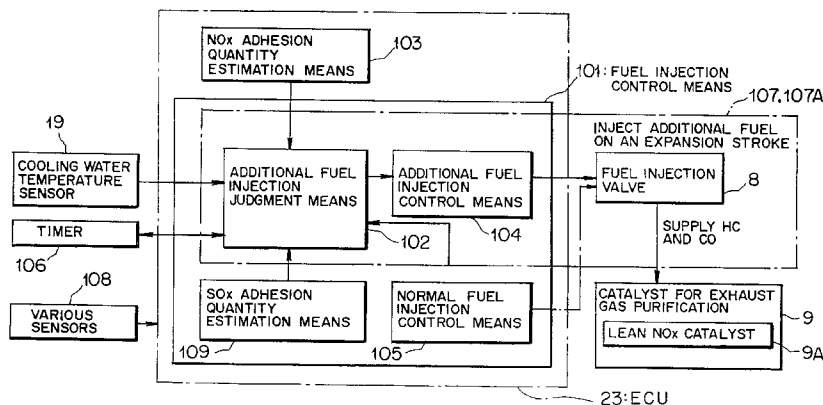 NOx ADHESION
QUANTITY
ESTIMATION MEANS
103
101: FUEL INJECTION
CONTROL MEANS
107,107A
19
COOLING WATER
TEMPERATURE
SENSOR
ADDITIONAL FUEL
INJECTION
JUDGMENT MEANS
102
ADDITIONAL FUEL
INJECTION
CONTROL MEANS
104
INJECT ADDITIONAL FUEL
ON AN EXPANSION STROKE
FUEL INJECTION
VALVE
8
TIMER
106
SUPPLY HC
AND CO
108
VARIOUS
SENSORS
SOx ADHESION
QUANTITY
ESTIMATION MEANS
109
NORMAL FUEL
INJECTION
CONTROL MEANS
105
CATALYST FOR EXHAUST
GAS PURIFICATION
9
LEAN NOx CATALYST
9A
23:ECU